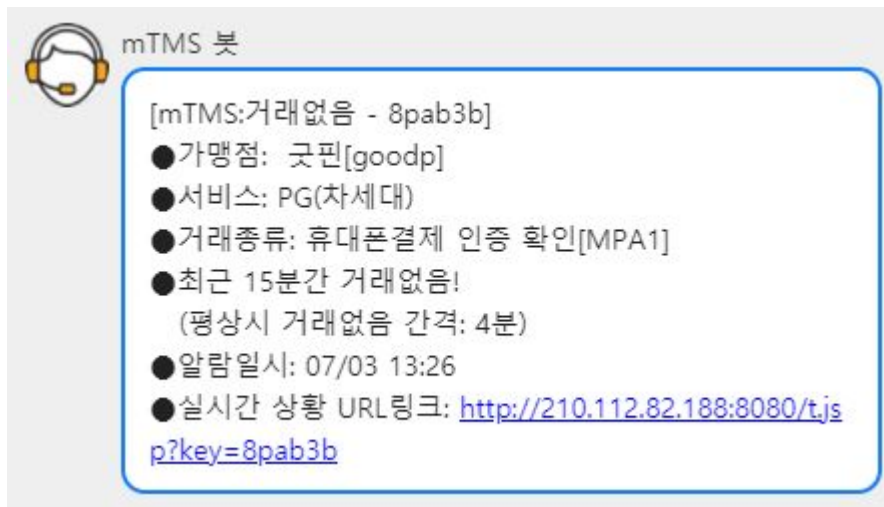 mTMS 봇
[mTMS:거래없음 - 8pab3b]
●가맹점: 굿핀[goodp]
●서비스: PG(차세대)
●거래종류: 휴대폰결제 인증 확인[MPA1]
●최근 15분간 거래없음!
(평상시 거래없음 간격: 4분)
●알람일시: 07/03 13:26
●실시간 상황 URL링크: http://210.112.82.188:8080/t.js
p?key=8pab3b